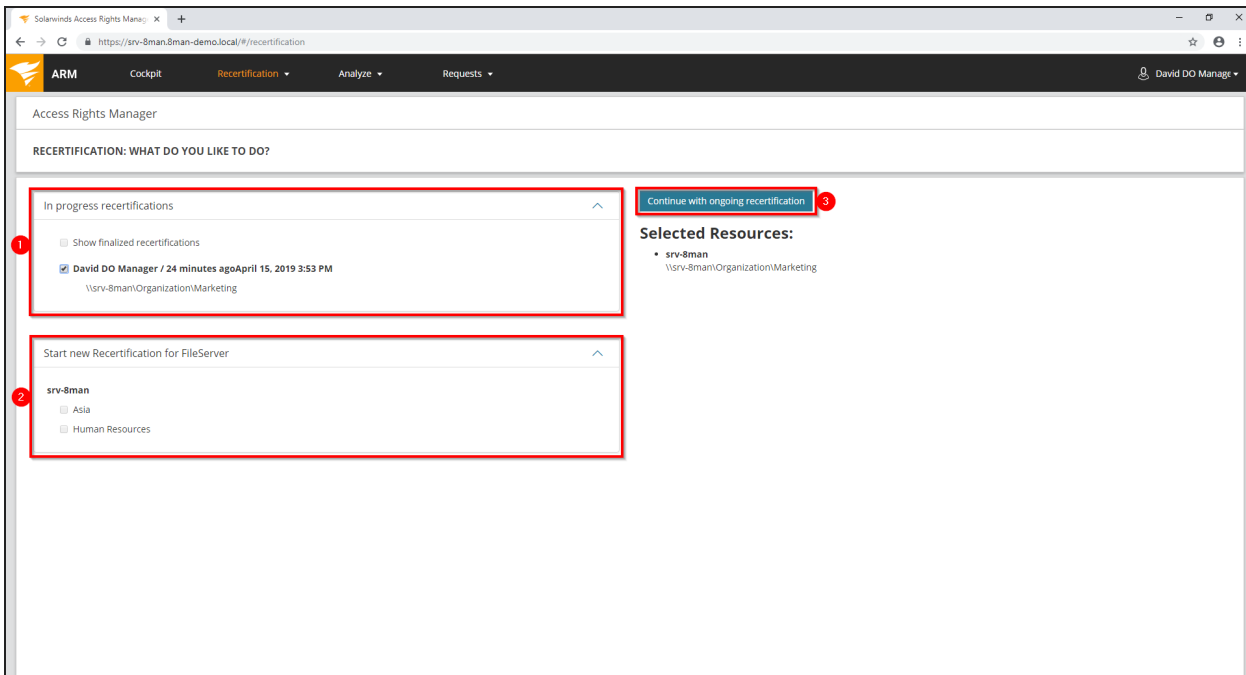 Solarwinds Access Rights Manag
https://srv-8man.8man-demo.local/#/recertification
ARM Cockpit Recertification Analyze Requests David DO Manage
Access Rights Manager
RECERTIFICATION: WHAT DO YOU LIKE TO DO?
In progress recertifications
1
Show finalized recertifications
David DO Manager / 24 minutes agoApril 15, 2019 3:53 PM
\\srv-8man\Organization\Marketing
Start new Recertification for FileServer
2
srv-8man
Asia
Human Resources
Continue with ongoing recertification 3
Selected Resources:
srv-8man
\\srv-8man\Organization\Marketing